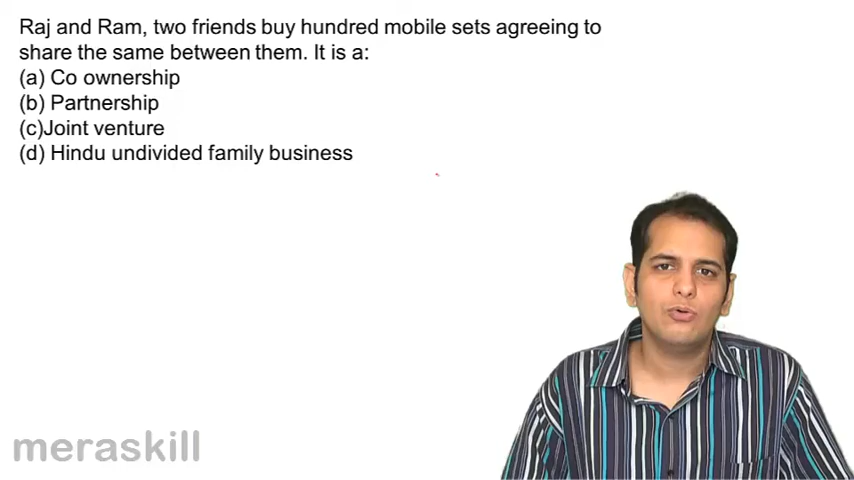 Raj and Ram, two friends buy hundred mobile sets agreeing to
share the same between them. It is a:
(a) Co ownership
(b) Partnership
(c)Joint venture
(d) Hindu undivided family business
meraskill